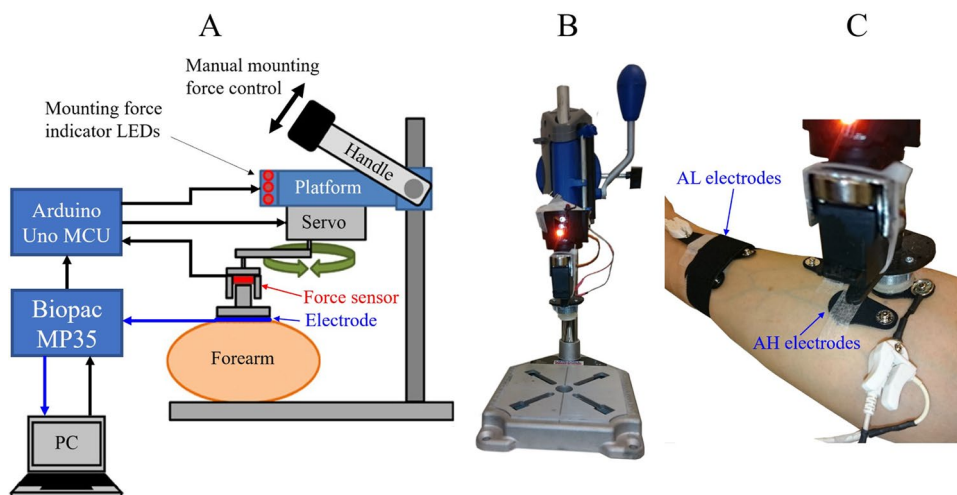 A
B
C
Manual mounting
force control
Mounting force
indicator LEDs
Handle
Platform
Arduino
Uno MCU
Servo
Force sensor
Electrode
Biopac
MP35
Forearm
PC
AL electrodes
AH electrodes